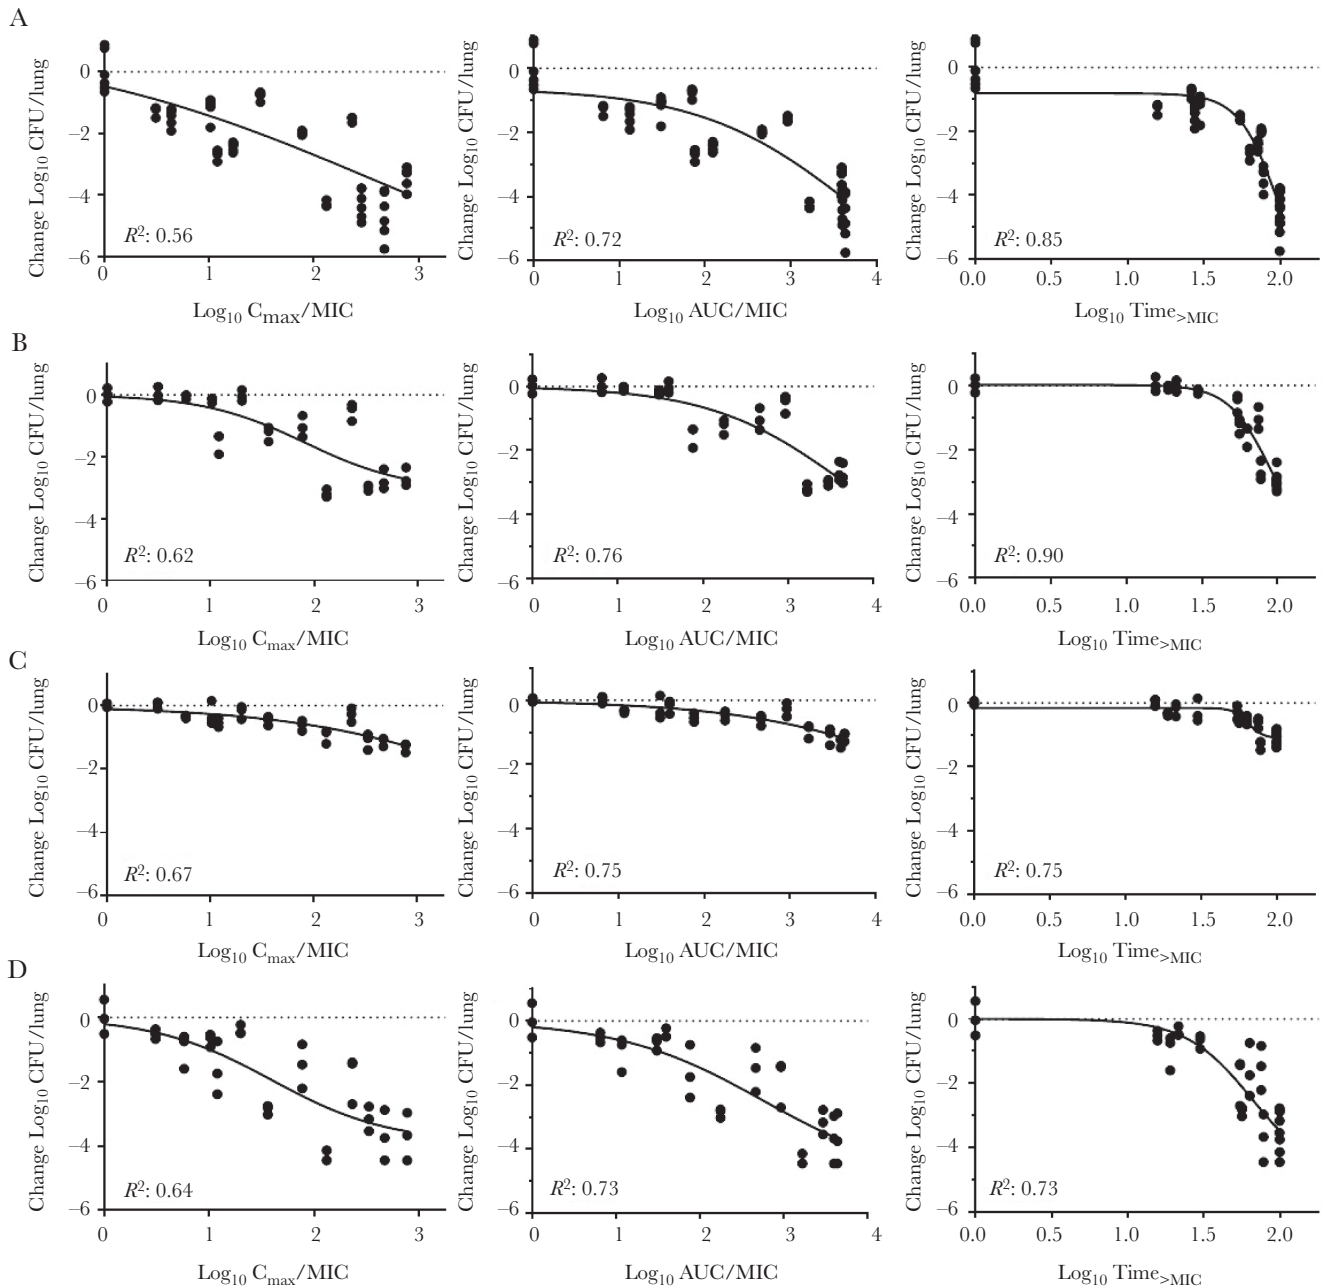 A
Change Log10 CFU/lung
0
−2
−4
−6
R2: 0.56
0 1 2 3
Log10 Cmax/MIC
Change Log10 CFU/lung
0
−2
−4
−6
R2: 0.72
0 1 2 3 4
Log10 AUC/MIC
Change Log10 CFU/lung
0
−2
−4
−6
R2: 0.85
0.0 0.5 1.0 1.5 2.0
Log10 Time>MIC
B
Change Log10 CFU/lung
0
−2
−4
−6
R2: 0.62
0 1 2 3
Log10 Cmax/MIC
Change Log10 CFU/lung
0
−2
−4
−6
R2: 0.76
0 1 2 3 4
Log10 AUC/MIC
Change Log10 CFU/lung
0
−2
−4
−6
R2: 0.90
0.0 0.5 1.0 1.5 2.0
Log10 Time>MIC
C
Change Log10 CFU/lung
0
−2
−4
−6
R2: 0.67
0 1 2 3
Log10 Cmax/MIC
Change Log10 CFU/lung
0
−2
−4
−6
R2: 0.75
0 1 2 3 4
Log10 AUC/MIC
Change Log10 CFU/lung
0
−2
−4
−6
R2: 0.75
0.0 0.5 1.0 1.5 2.0
Log10 Time>MIC
D
Change Log10 CFU/lung
0
−2
−4
−6
R2: 0.64
0 1 2 3
Log10 Cmax/MIC
Change Log10 CFU/lung
0
−2
−4
−6
R2: 0.73
0 1 2 3 4
Log10 AUC/MIC
Change Log10 CFU/lung
0
−2
−4
−6
R2: 0.73
0.0 0.5 1.0 1.5 2.0
Log10 Time>MIC